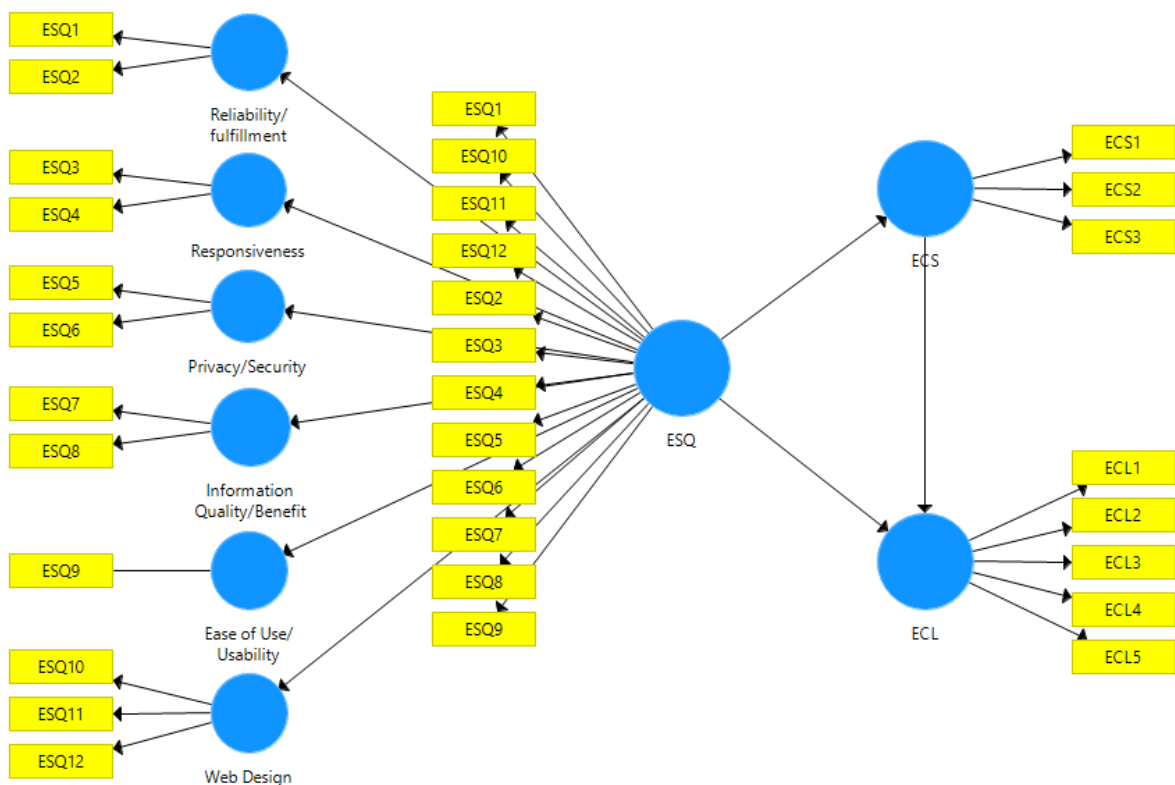 ESQ1
ESQ2
Reliability/
fulfillment
ESQ3
ESQ4
Responsiveness
ESQ5
ESQ6
Privacy/Security
ESQ7
ESQ8
Information
Quality/Benefit
ESQ9
Ease of Use/
Usability
ESQ10
ESQ11
ESQ12
Web Design
ESQ1
ESQ10
ESQ11
ESQ12
ESQ2
ESQ3
ESQ4
ESQ5
ESQ6
ESQ7
ESQ8
ESQ9
ESQ
ECS
ECS1
ECS2
ECS3
ECL
ECL1
ECL2
ECL3
ECL4
ECL5